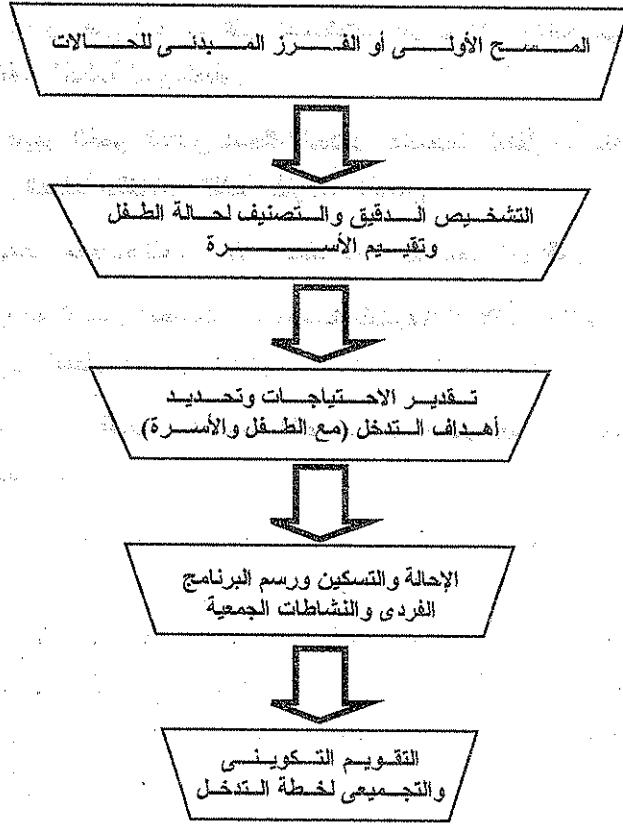 المسح الأولى أو الفرز المبدئى للحالات
التشخيص الدقيق والتصنيف لحالة الطفل
وتقييم الأسرة
تقدير الاحتياجات وتحديد
أهداف التدخل (مع الطفل والأسرة)
الإحالة والتسكين ورسم البرنامج
الفردى والنشاطات الجمعية
التقويم التكوينى
والتجميعى لخطة التدخل